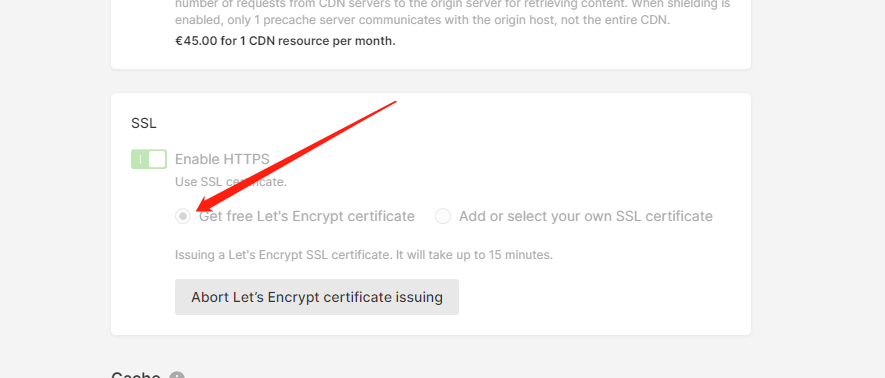 number of requests from CDN servers to the origin server for retrieving content. When shielding is
enabled, only 1 precache server communicates with the origin host, not the entire CDN.
€45.00 for 1 CDN resource per month.
SSL
Enable HTTPS
Use SSL certificate.
Get free Let's Encrypt certificate
Add or select your own SSL certificate
Issuing a Let's Encrypt SSL certificate. It will take up to 15 minutes.
Abort Let’s Encrypt certificate issuing
Cache